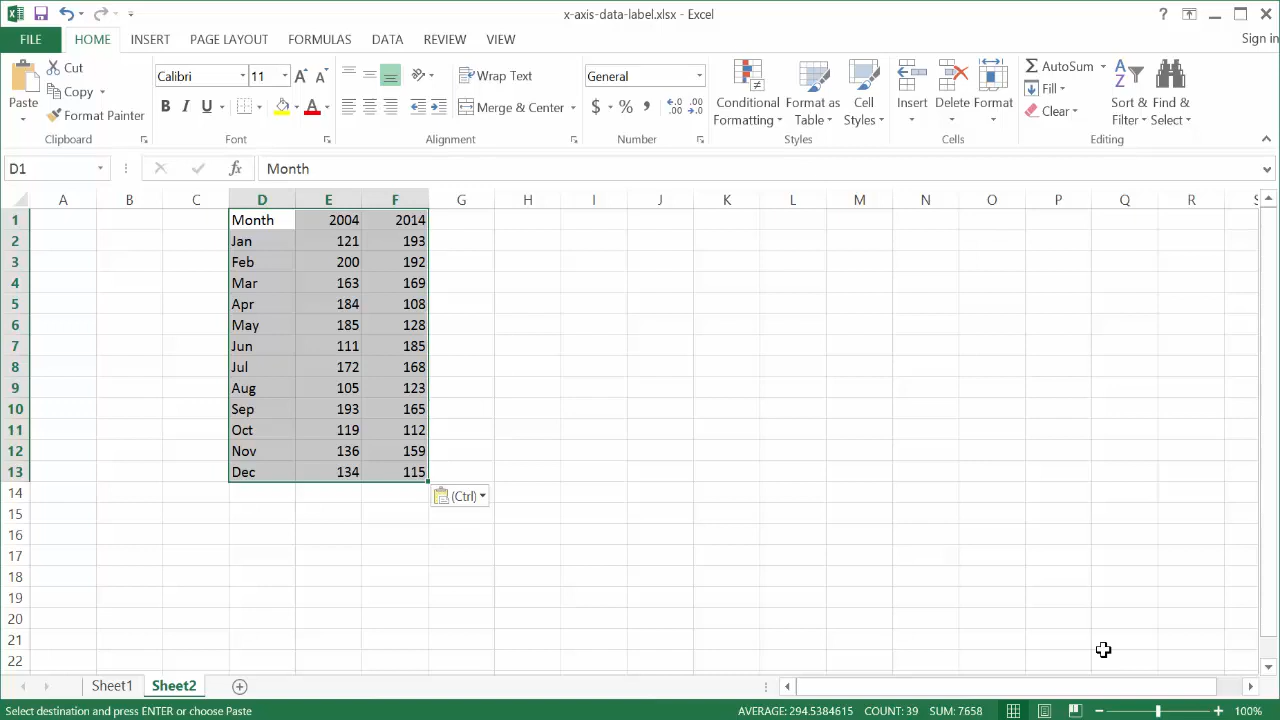 x-axis-data-label.xlsx - Excel
?
Sign in
FILE HOME INSERT PAGE LAYOUT FORMULAS DATA REVIEW VIEW
Paste
Cut
Copy
Format Painter
Clipboard
Calibri 11
B I U A
Font
Wrap Text
Merge & Center
Alignment
General
$ % ,
Number
Conditional Formatting
Format as Table
Cell Styles
Styles
Insert Delete Format
Cells
AutoSum
Fill
Clear
Sort & Filter
Find & Select
Editing
D1 fx Month
A B C D E F G H I J K L M N O P Q R S
1 Month 2004 2014
2 Jan 121 193
3 Feb 200 192
4 Mar 163 169
5 Apr 184 108
6 May 185 128
7 Jun 111 185
8 Jul 172 168
9 Aug 105 123
10 Sep 193 165
11 Oct 119 112
12 Nov 136 159
13 Dec 134 115
14 (Ctrl)
15
16
17
18
19
20
21
22
Sheet1 Sheet2
Select destination and press ENTER or choose Paste AVERAGE: 294.5384615 COUNT: 39 SUM: 7658 100%